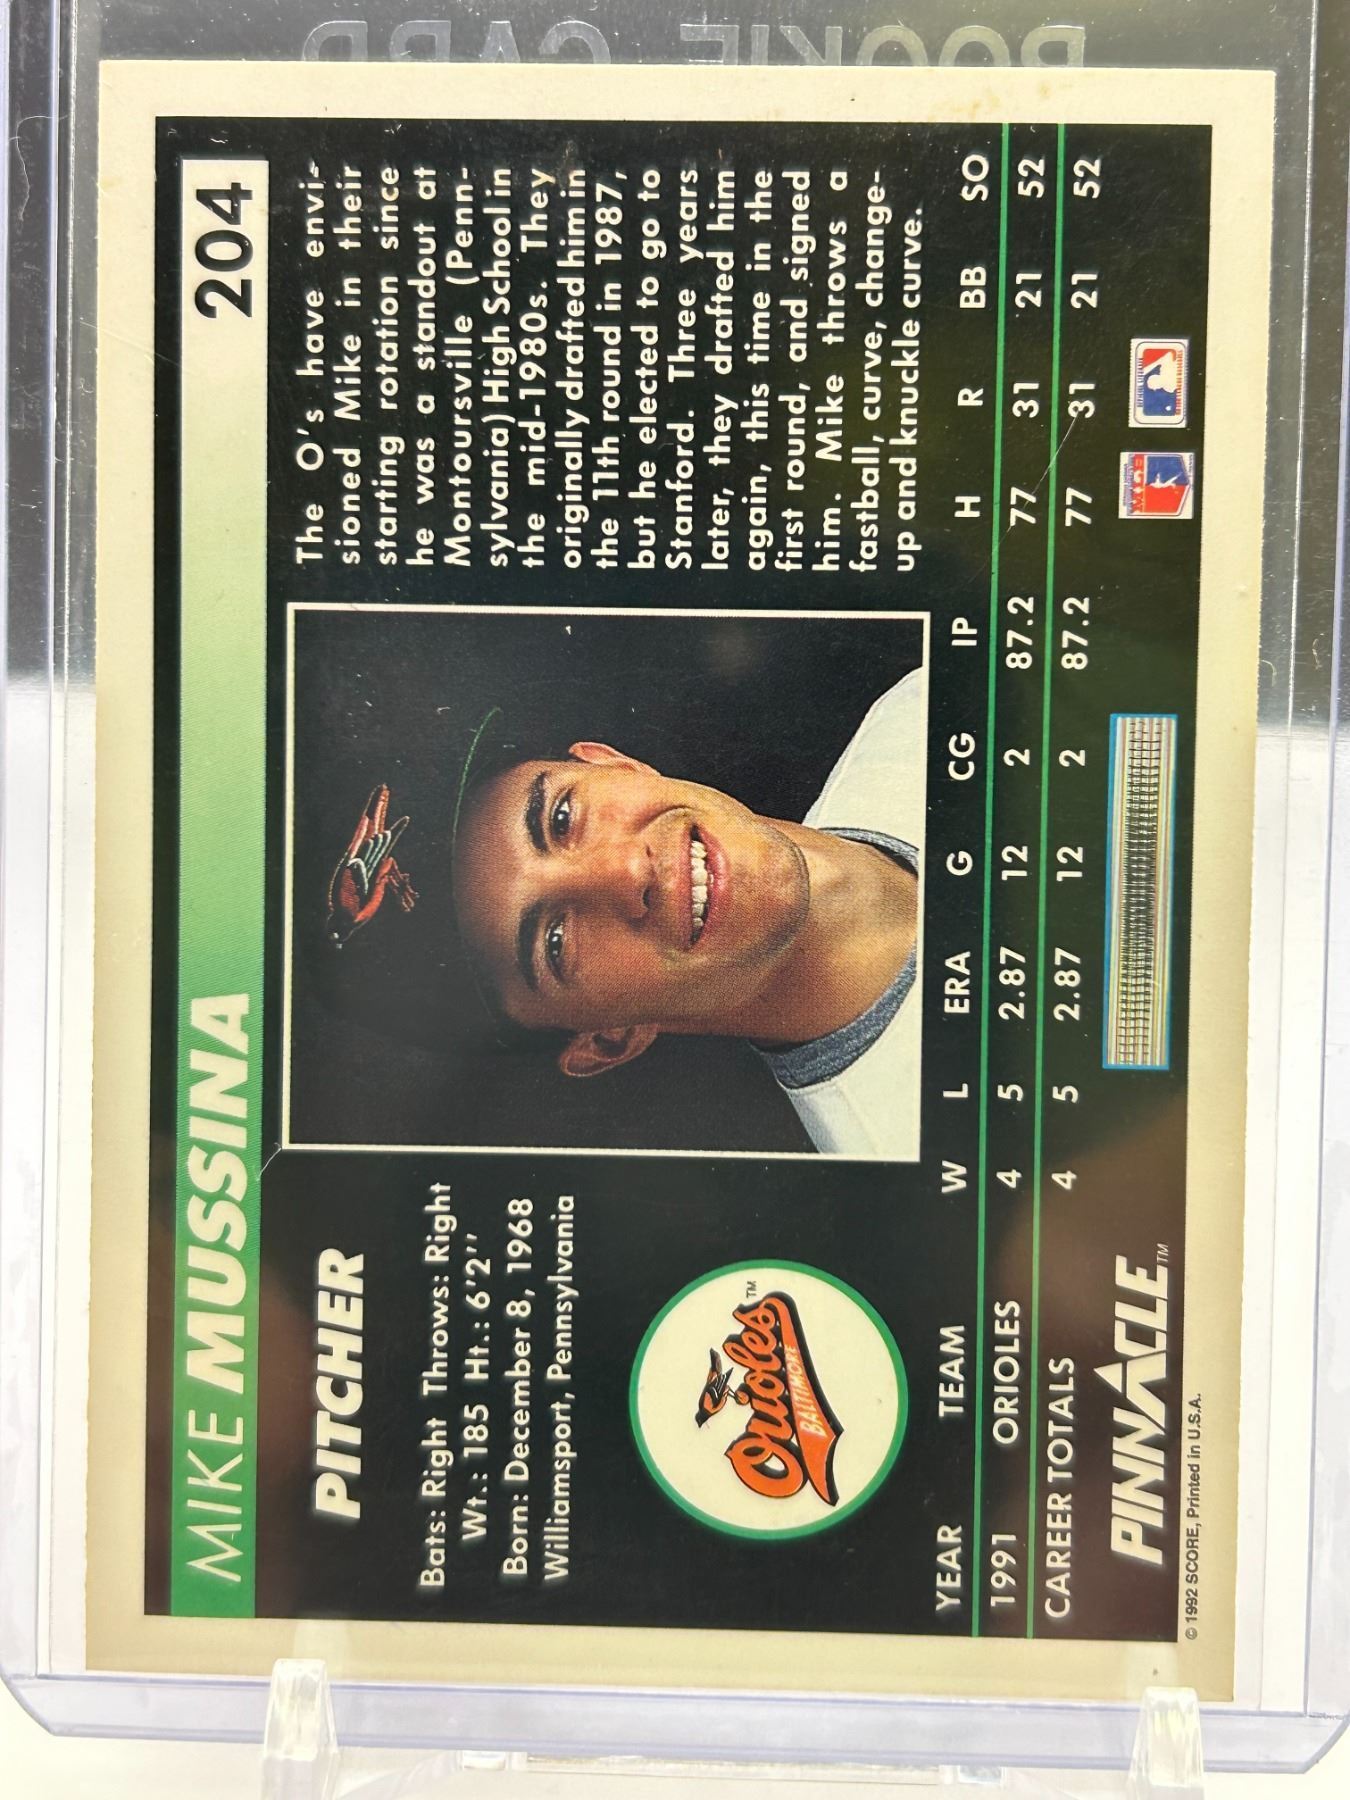 ROOKIE CARD
MIKE MUSSINA
204
PITCHER
Bats: Right Throws: Right
Wt.: 185 Ht.: 6'2''
Born: December 8, 1968
Williamsport, Pennsylvania
Orioles™
BALTIMORE
The O's have envi-
sioned Mike in their
starting rotation since
he was a standout at
Montoursville (Penn-
sylvania) High School in
the mid-1980s. They
originally drafted him in
the 11th round in 1987,
but he elected to go to
Stanford. Three years
later, they drafted him
again, this time in the
first round, and signed
him. Mike throws a
fastball, curve, change-
up and knuckle curve.
YEAR TEAM W L ERA G CG IP H R BB SO
1991 ORIOLES 4 5 2.87 12 2 87.2 77 31 21 52
CAREER TOTALS 4 5 2.87 12 2 87.2 77 31 21 52
PINNACLE™
© 1992 SCORE, Printed in U.S.A.